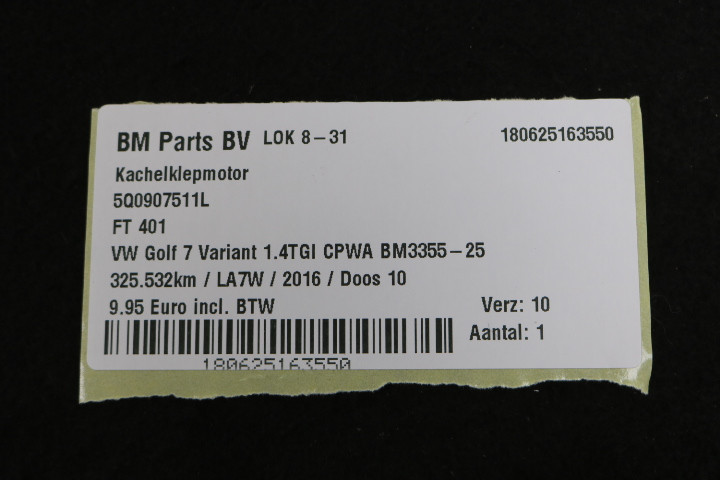 BM Parts BV LOK 8-31 180625163550
Kachelklepmotor
5Q0907511L
FT 401
VW Golf 7 Variant 1.4TGI CPWA BM3355-25
325.532km / LA7W / 2016 / Doos 10
9.95 Euro incl. BTW Verz: 10
Aantal: 1
180625163550